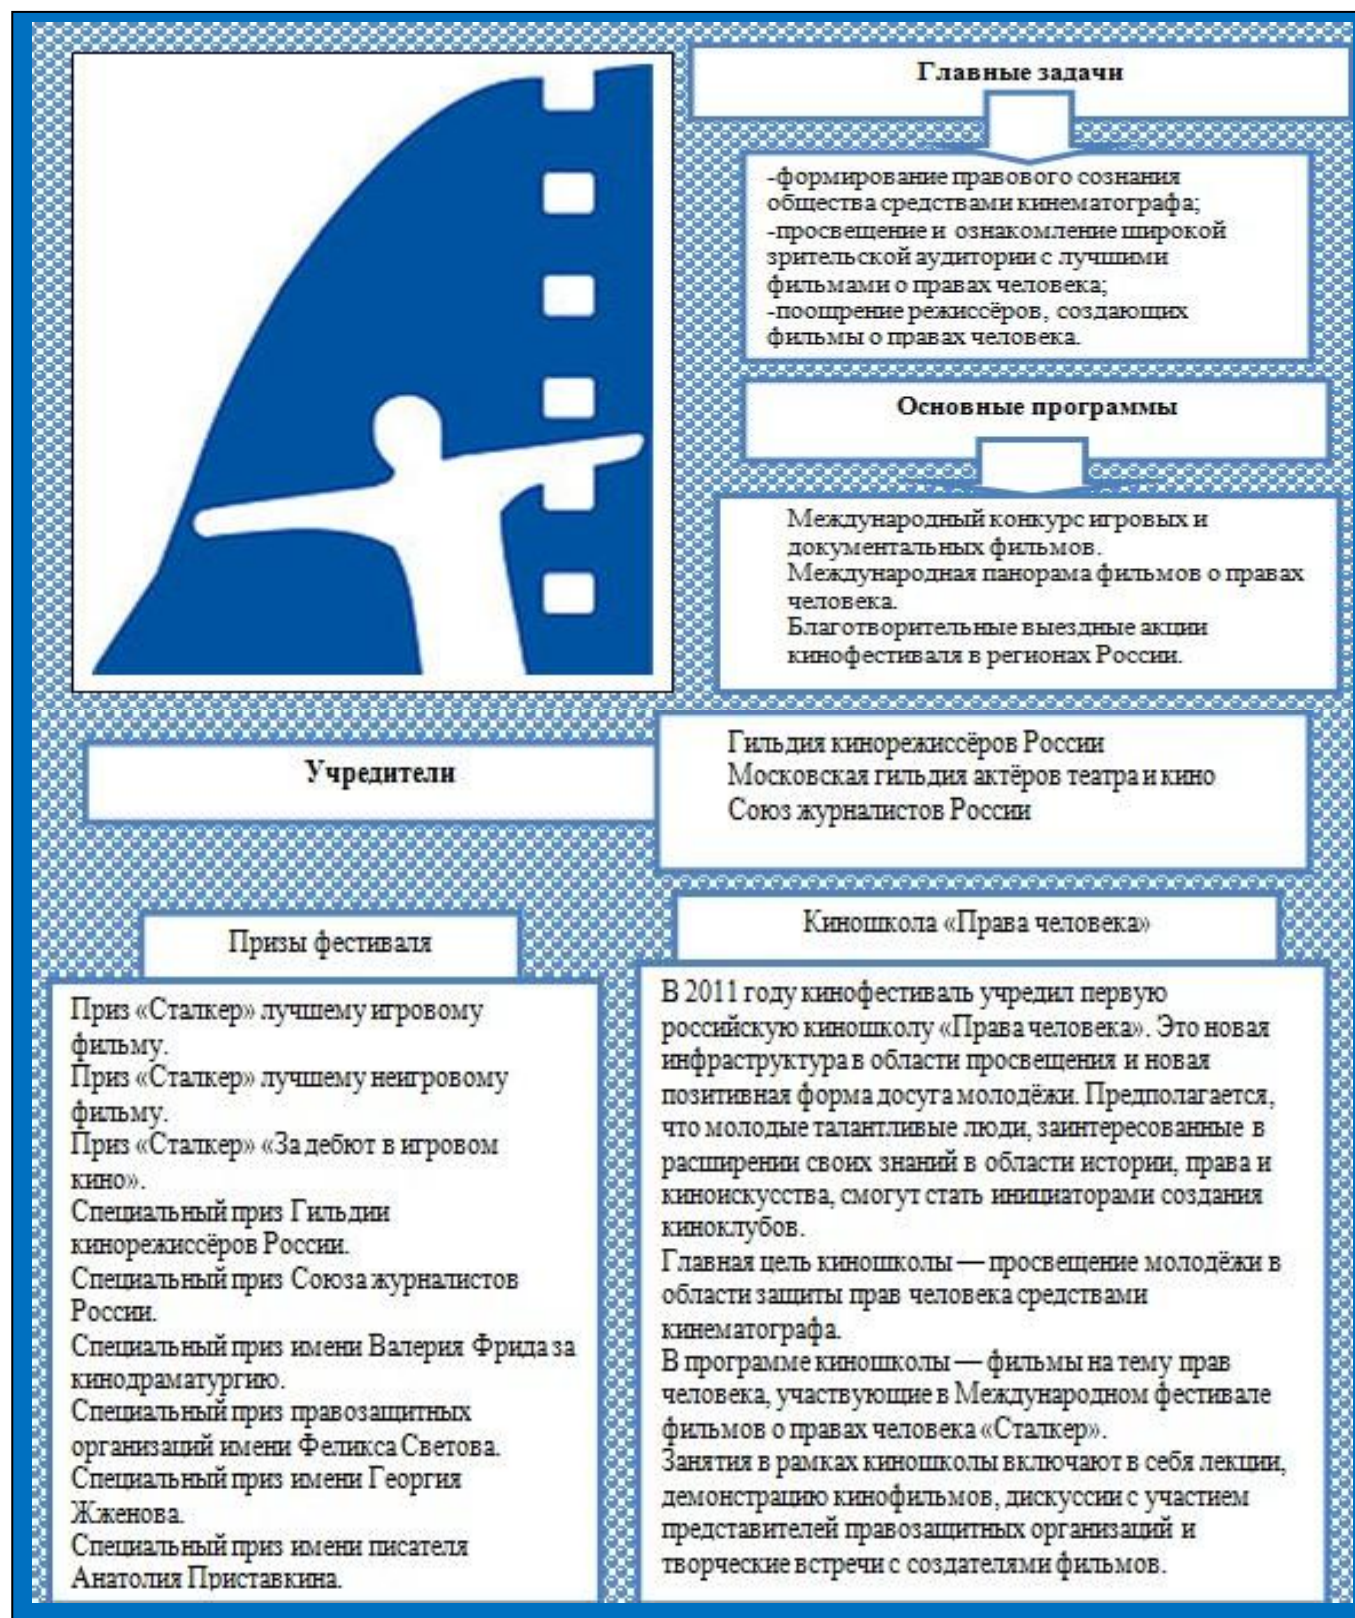 Главные задачи
-формирование правового сознания
общества средствами кинематографа;
-просвещение и ознакомление широкой
зрительской аудитории с лучшими
фильмами о правах человека;
-поощрение режиссёров, создающих
фильмы о правах человека.
Основные программы
Международный конкурс игровых и
документальных фильмов.
Международная панорама фильмов о правах
человека.
Благотворительные выездные акции
кинофестиваля в регионах России.
Учредители
Гильдия кинорежиссёров России
Московская гильдия актёров театра и кино
Союз журналистов России
Призы фестиваля
Приз «Сталкер» лучшему игровому
фильму.
Приз «Сталкер» лучшему неигровому
фильму.
Приз «Сталкер» «За дебют в игровом
кино».
Специальный приз Гильдии
кинорежиссёров России.
Специальный приз Союза журналистов
России.
Специальный приз имени Валерия Фрида за
кинодраматургию.
Специальный приз правозащитных
организаций имени Феликса Светова.
Специальный приз имени Георгия
Жженова.
Специальный приз имени писателя
Анатолия Приставкина.
Киношкола «Права человека»
В 2011 году кинофестиваль учредил первую
российскую киношколу «Права человека». Это новая
инфраструктура в области просвещения и новая
позитивная форма досуга молодёжи. Предполагается,
что молодые талантливые люди, заинтересованные в
расширении своих знаний в области истории, права и
киноискусства, смогут стать инициаторами создания
киноклубов.
Главная цель киношколы — просвещение молодёжи в
области защиты прав человека средствами
кинематографа.
В программе киношколы — фильмы на тему прав
человека, участвующие в Международном фестивале
фильмов о правах человека «Сталкер».
Занятия в рамках киношколы включают в себя лекции,
демонстрацию кинофильмов, дискуссии с участием
представителей правозащитных организаций и
творческие встречи с создателями фильмов.